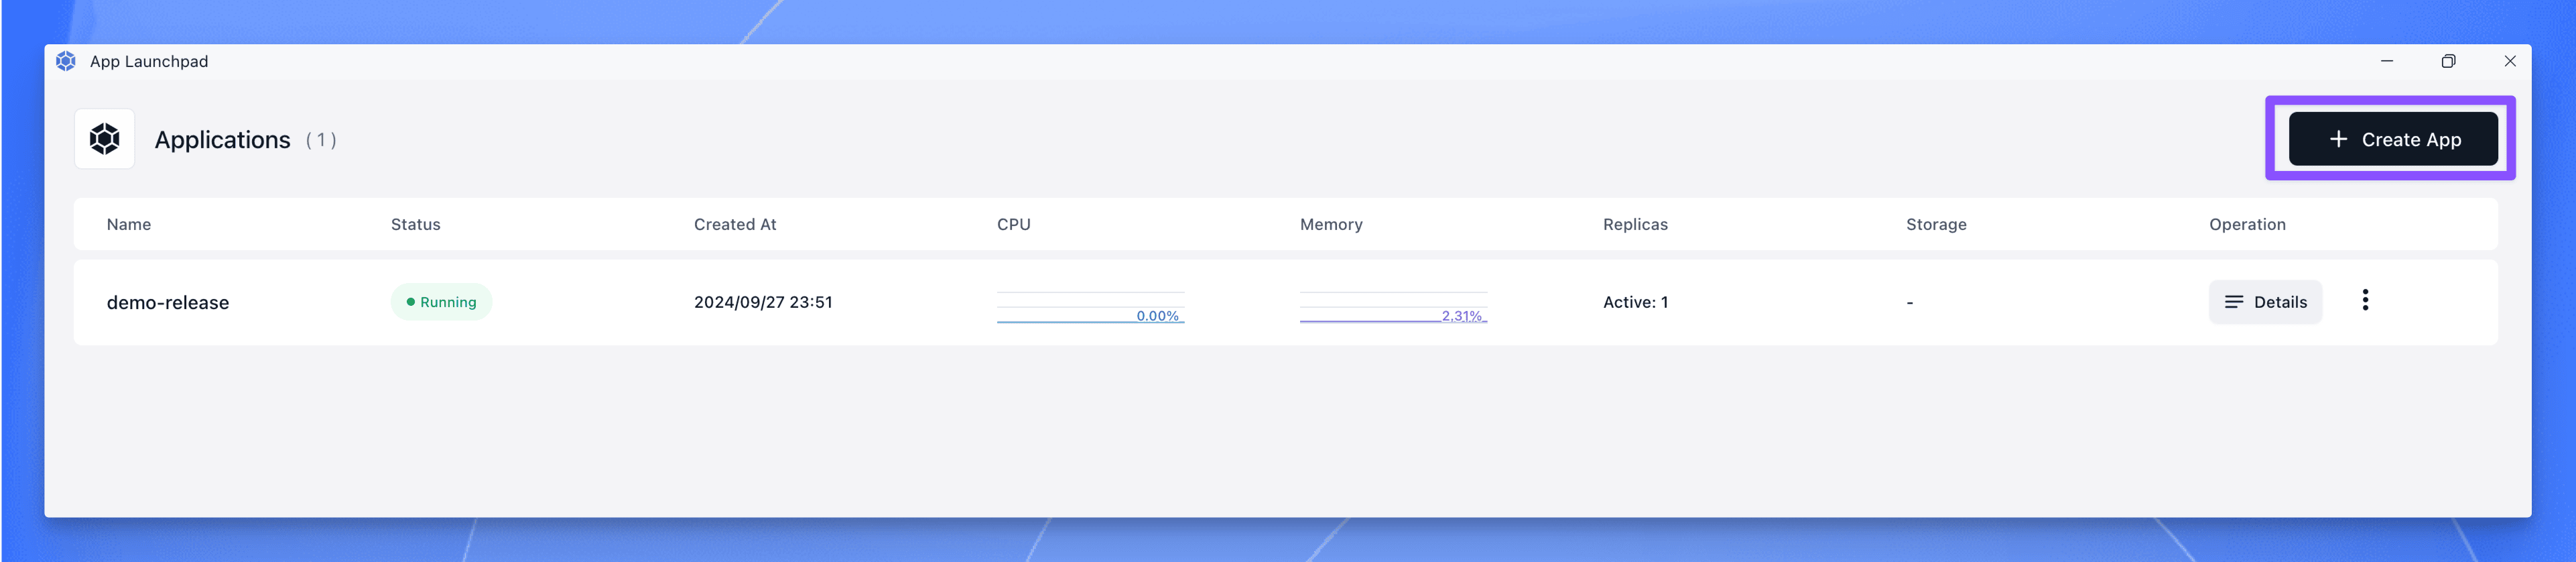 App Launchpad
Applications ( 1 )
+ Create App
Name Status Created At CPU Memory Replicas Storage Operation
demo-release Running 2024/09/27 23:51 0.00% 2.31% Active: 1 - Details